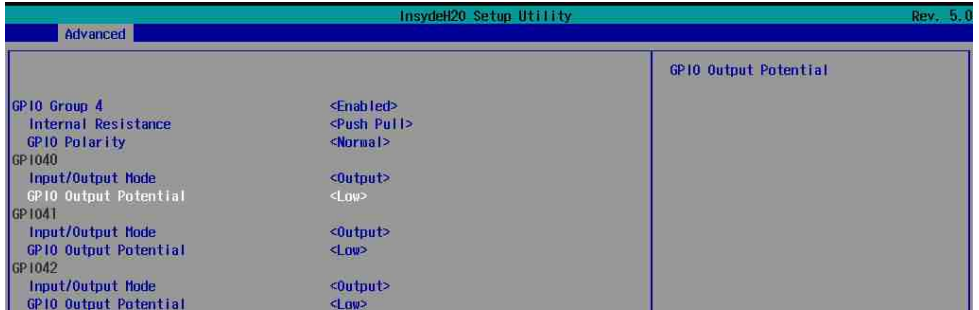 InsydeH20 Setup Utility Rev. 5.0
Advanced
GPIO Output Potential
GPIO Group 4 <Enabled>
Internal Resistance <Push Pull>
GPIO Polarity <Normal>
GPIO40
Input/Output Mode <Output>
GPIO Output Potential <Low>
GPIO41
Input/Output Mode <Output>
GPIO Output Potential <Low>
GPIO42
Input/Output Mode <Output>
GPIO Output Potential <Low>